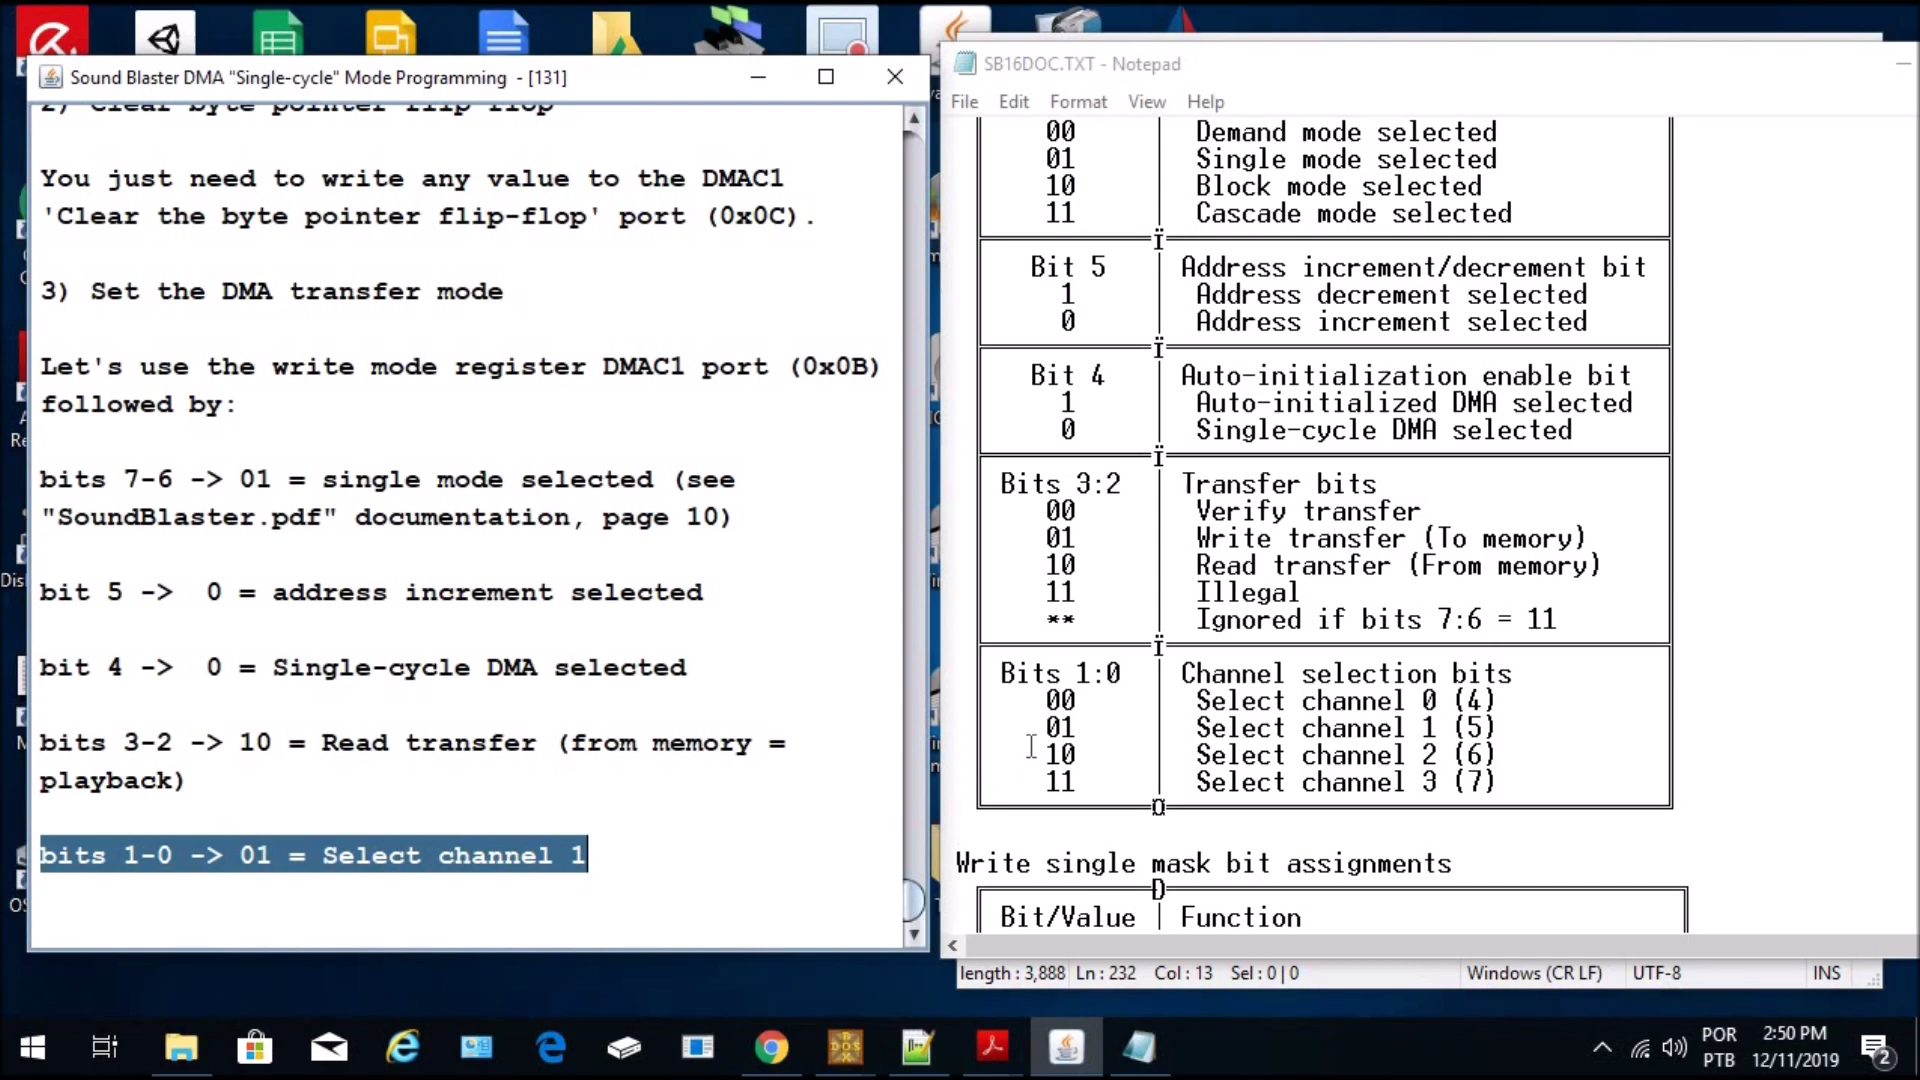 Sound Blaster DMA "Single-cycle" Mode Programming - [131]
2) Clear byte pointer flip flop
You just need to write any value to the DMAC1
'Clear the byte pointer flip-flop' port (0x0C).
3) Set the DMA transfer mode
Let's use the write mode register DMAC1 port (0x0B)
followed by:
bits 7-6 -> 01 = single mode selected (see
"SoundBlaster.pdf" documentation, page 10)
bit 5 -> 0 = address increment selected
bit 4 -> 0 = Single-cycle DMA selected
bits 3-2 -> 10 = Read transfer (from memory =
playback)
bits 1-0 -> 01 = Select channel 1
SB16DOC.TXT - Notepad
File Edit Format View Help
00 | Demand mode selected
01 | Single mode selected
10 | Block mode selected
11 | Cascade mode selected
Bit 5 | Address increment/decrement bit
1 | Address decrement selected
0 | Address increment selected
Bit 4 | Auto-initialization enable bit
1 | Auto-initialized DMA selected
0 | Single-cycle DMA selected
Bits 3:2 | Transfer bits
00 | Verify transfer
01 | Write transfer (To memory)
10 | Read transfer (From memory)
11 | Illegal
** | Ignored if bits 7:6 = 11
Bits 1:0 | Channel selection bits
00 | Select channel 0 (4)
01 | Select channel 1 (5)
10 | Select channel 2 (6)
11 | Select channel 3 (7)
Write single mask bit assignments
Bit/Value | Function
length : 3,888 Ln : 232 Col : 13 Sel : 0 | 0 Windows (CR LF) UTF-8 INS
DOS
POR
PTB
2:50 PM
12/11/2019
2